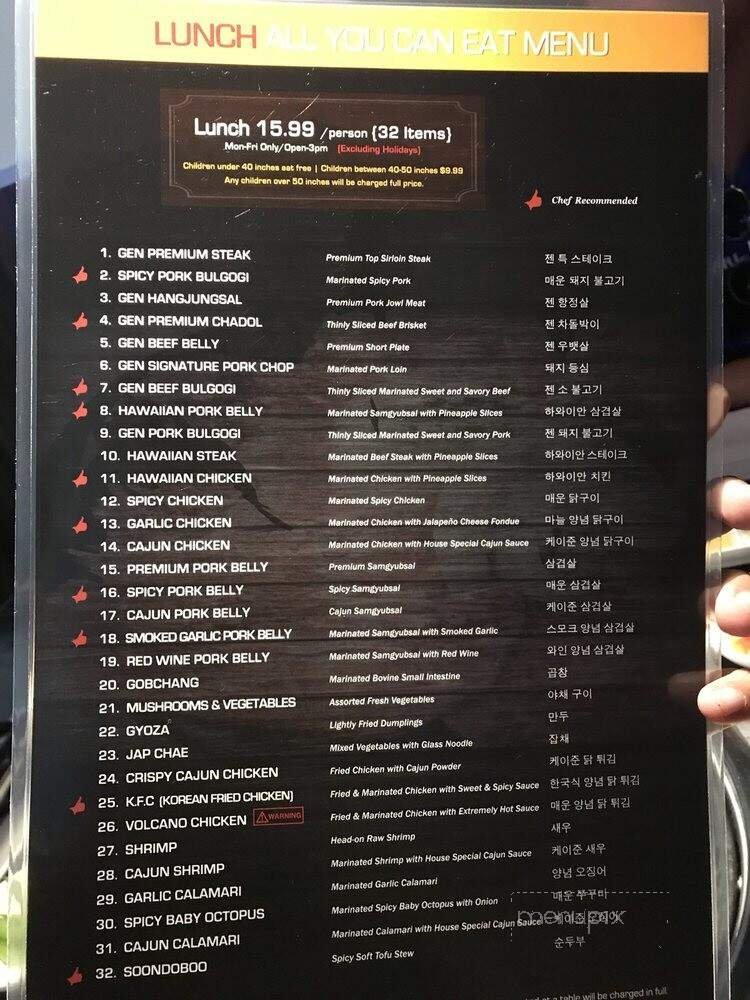 LUNCH ALL YOU CAN EAT MENU
Lunch 15.99 /person {32 Items}
Mon-Fri Only/Open-3pm (Excluding Holidays)
Children under 40 inches eat free | Children between 40-50 inches $9.99
Any children over 50 inches will be charged full price.
Chef Recommended
1. GEN PREMIUM STEAK Premium Top Sirloin Steak 젠 특 스테이크
2. SPICY PORK BULGOGI Marinated Spicy Pork 매운 돼지 불고기
3. GEN HANGJUNGSAL Premium Pork Jowl Meat 젠 항정살
4. GEN PREMIUM CHADOL Thinly Sliced Beef Brisket 젠 차돌박이
5. GEN BEEF BELLY Premium Short Plate 젠 우뱃살
6. GEN SIGNATURE PORK CHOP Marinated Pork Loin 돼지 등심
7. GEN BEEF BULGOGI Thinly Sliced Marinated Sweet and Savory Beef 젠 소 불고기
8. HAWAIIAN PORK BELLY Marinated Samgyubsal with Pineapple Slices 하와이안 삼겹살
9. GEN PORK BULGOGI Thinly Sliced Marinated Sweet and Savory Pork 젠 돼지 불고기
10. HAWAIIAN STEAK Marinated Beef Steak with Pineapple Slices 하와이안 스테이크
11. HAWAIIAN CHICKEN Marinated Chicken with Pineapple Slices 하와이안 치킨
12. SPICY CHICKEN Marinated Spicy Chicken 매운 닭구이
13. GARLIC CHICKEN Marinated Chicken with Jalapeño Cheese Fondue 마늘 양념 닭구이
14. CAJUN CHICKEN Marinated Chicken with House Special Cajun Sauce 케이준 양념 닭구이
15. PREMIUM PORK BELLY Premium Samgyubsal 삼겹살
16. SPICY PORK BELLY Spicy Samgyubsal 매운 삼겹살
17. CAJUN PORK BELLY Cajun Samgyubsal 케이준 삼겹살
18. SMOKED GARLIC PORK BELLY Marinated Samgyubsal with Smoked Garlic 스모크 양념 삼겹살
19. RED WINE PORK BELLY Marinated Samgyubsal with Red Wine 와인 양념 삼겹살
20. GOBCHANG Marinated Bovine Small Intestine 곱창
21. MUSHROOMS & VEGETABLES Assorted Fresh Vegetables 야채 구이
22. GYOZA Lightly Fried Dumplings 만두
23. JAP CHAE Mixed Vegetables with Glass Noodle 잡채
24. CRISPY CAJUN CHICKEN Fried Chicken with Cajun Powder 케이준 닭 튀김
25. K.F.C (KOREAN FRIED CHICKEN) Fried & Marinated Chicken with Sweet & Spicy Sauce 한국식 양념 닭 튀김
26. VOLCANO CHICKEN WARNING Fried & Marinated Chicken with Extremely Hot Sauce 매운 양념 닭 튀김
27. SHRIMP Head-on Raw Shrimp 새우
28. CAJUN SHRIMP Marinated Shrimp with House Special Cajun Sauce 케이준 새우
29. GARLIC CALAMARI Marinated Garlic Calamari 양념 오징어
30. SPICY BABY OCTOPUS Marinated Spicy Baby Octopus with Onion 매운 쭈꾸미
31. CAJUN CALAMARI Marinated Calamari with House Special Cajun Sauce
32. SOONDOBOO Spicy Soft Tofu Stew 순두부
menupix
at a table will be charged in full